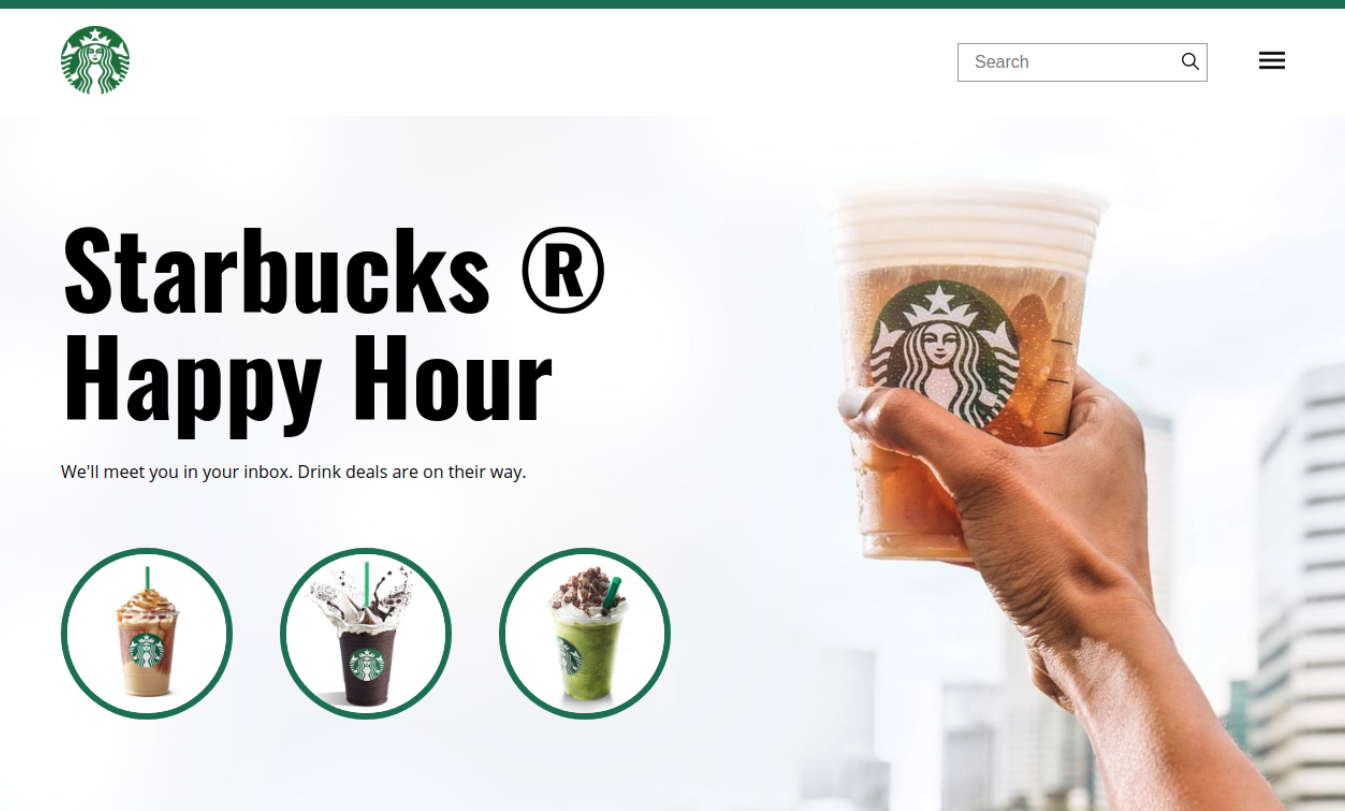 Search
Starbucks ®
Happy Hour
We'll meet you in your inbox. Drink deals are on their way.